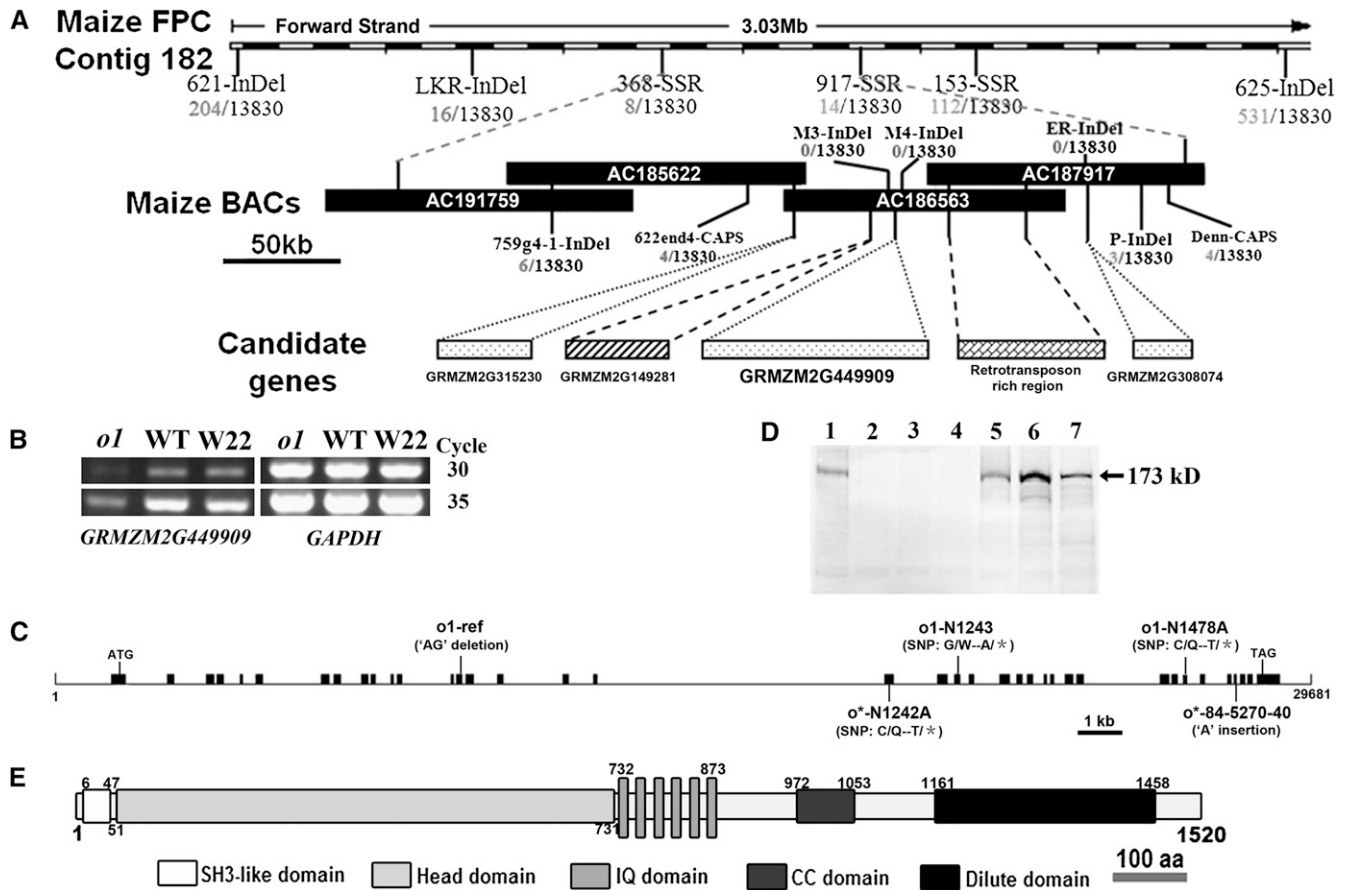 A
Maize FPC
Contig 182
Forward Strand
3.03Mb
621-InDel
204/13830
LKR-InDel
16/13830
368-SSR
8/13830
917-SSR
14/13830
153-SSR
112/13830
625-InDel
531/13830
M3-InDel
0/13830
M4-InDel
0/13830
ER-InDel
0/13830
Maize BACs
AC185622
AC187917
AC191759
AC186563
50kb
759g4-1-InDel
6/13830
622end4-CAPS
4/13830
P-InDel
3/13830
Denn-CAPS
4/13830
Candidate
genes
GRMZM2G315230
GRMZM2G149281
GRMZM2G449909
Retrotransposon
rich region
GRMZM2G308074
B
o1 WT W22 o1 WT W22 Cycle
30
35
GRMZM2G449909 GAPDH
D
1 2 3 4 5 6 7
173 kD
C
ATG
o1-ref
('AG' deletion)
o1-N1243
(SNP: G/W--A/*)
o1-N1478A
(SNP: C/Q--T/*)
TAG
1
29681
o*-N1242A
(SNP: C/Q--T/*)
1 kb
o*-84-5270-40
('A' insertion)
E
6 47 732 873 972 1053 1161 1458
1 51 731 1520
SH3-like domain Head domain IQ domain CC domain Dilute domain
100 aa